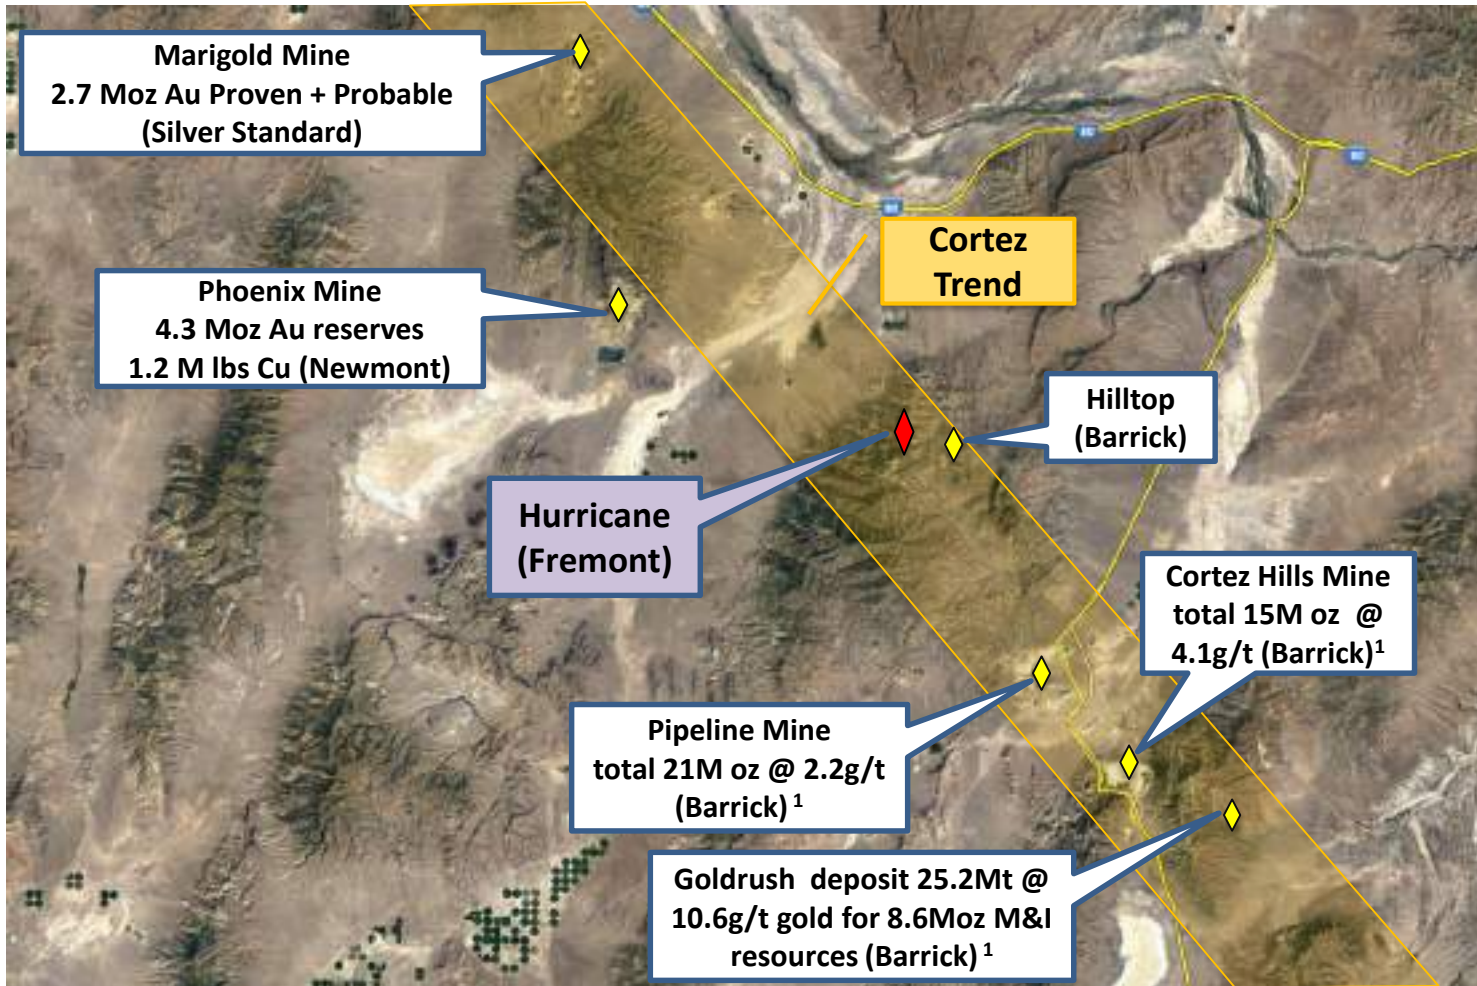 Marigold Mine
2.7 Moz Au Proven + Probable
(Silver Standard)
Cortez
Trend
Phoenix Mine
4.3 Moz Au reserves
1.2 M lbs Cu (Newmont)
Hilltop
(Barrick)
Hurricane
(Fremont)
Cortez Hills Mine
total 15M oz @
4.1g/t (Barrick)¹
Pipeline Mine
total 21M oz @ 2.2g/t
(Barrick) ¹
Goldrush deposit 25.2Mt @
10.6g/t gold for 8.6Moz M&I
resources (Barrick) ¹